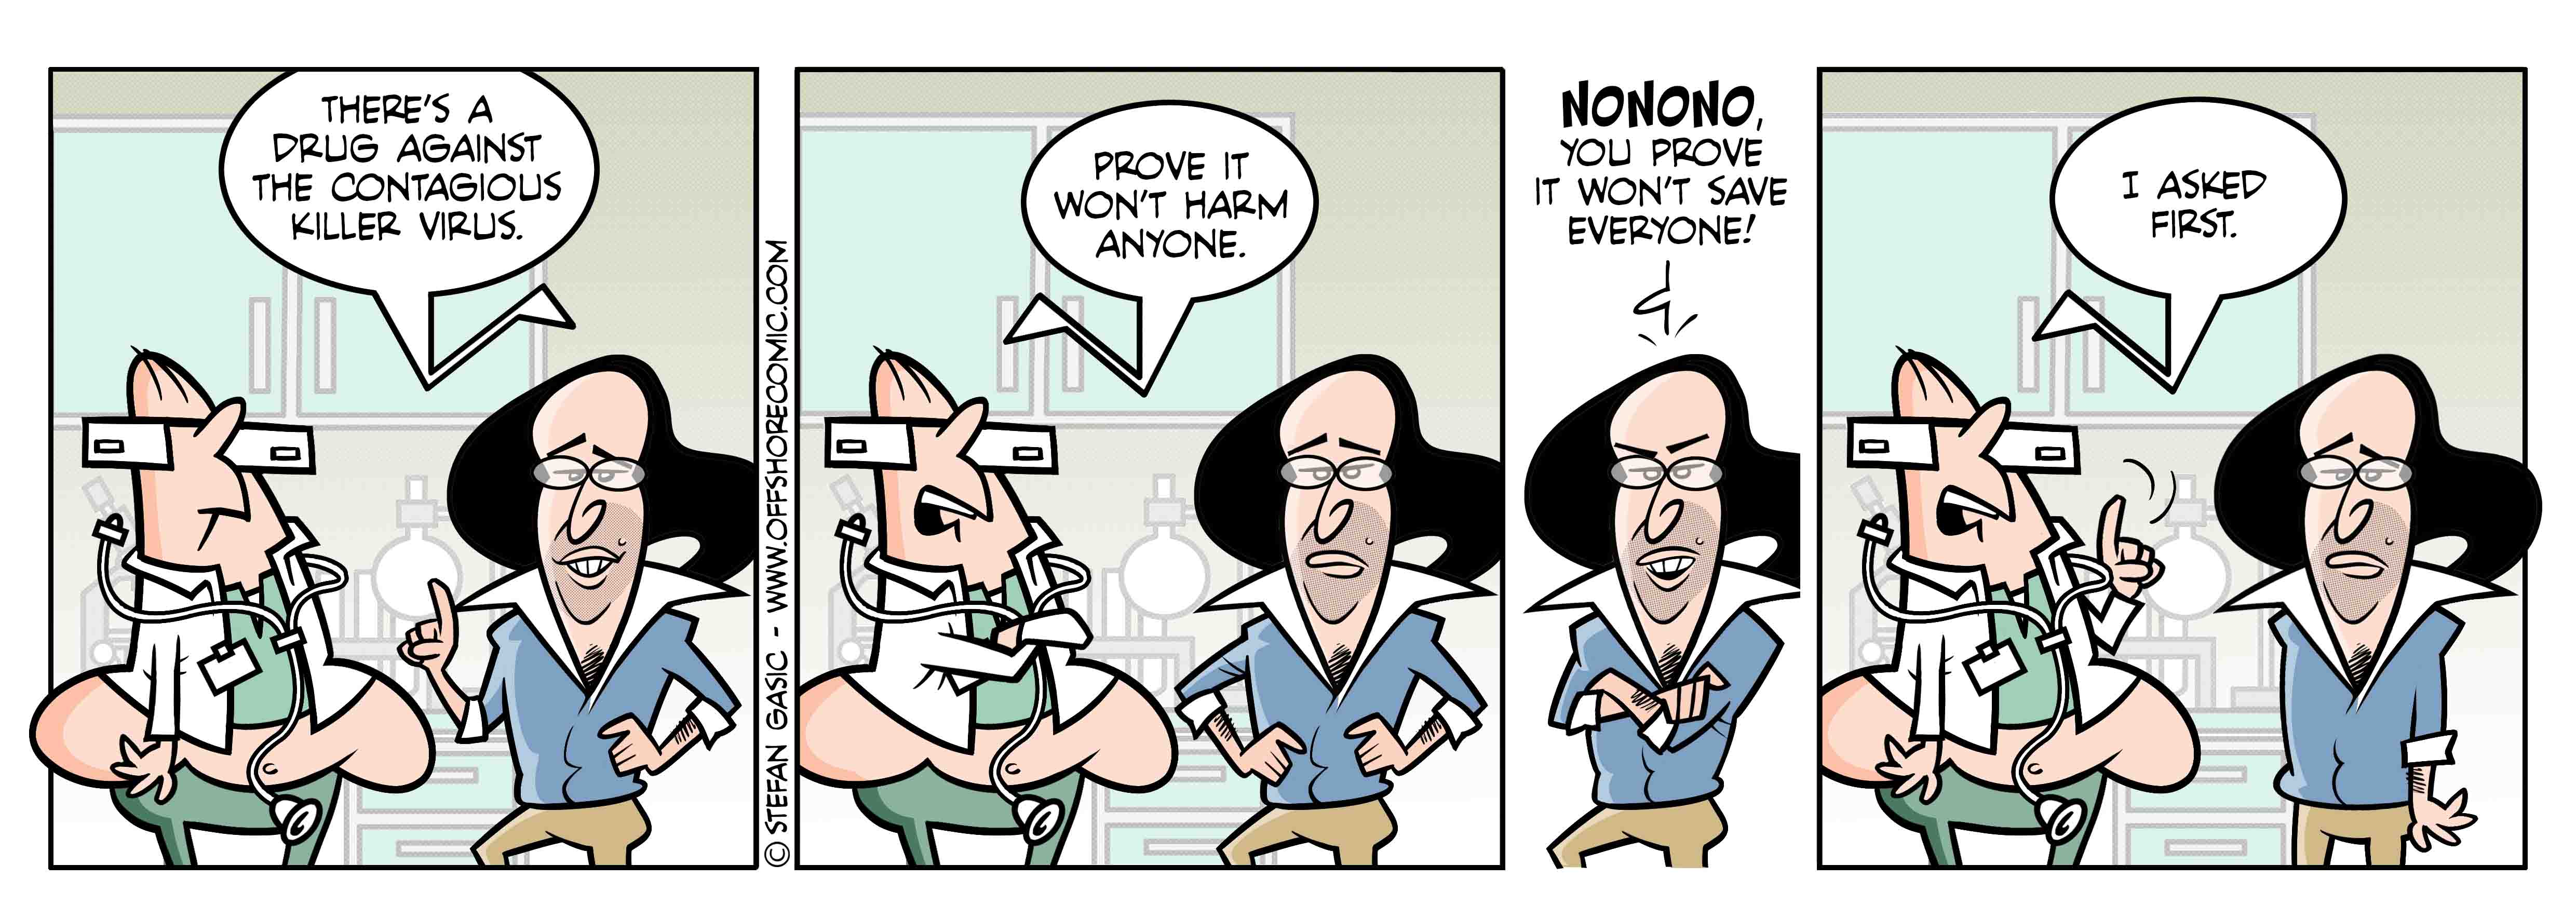 THERE'S A
DRUG AGAINST
THE CONTAGIOUS
KILLER VIRUS.
© STEFAN GASIC - WWW.OFFSHORECOMIC.COM
PROVE IT
WON'T HARM
ANYONE.
NONONO,
YOU PROVE
IT WON'T SAVE
EVERYONE!
I ASKED
FIRST.